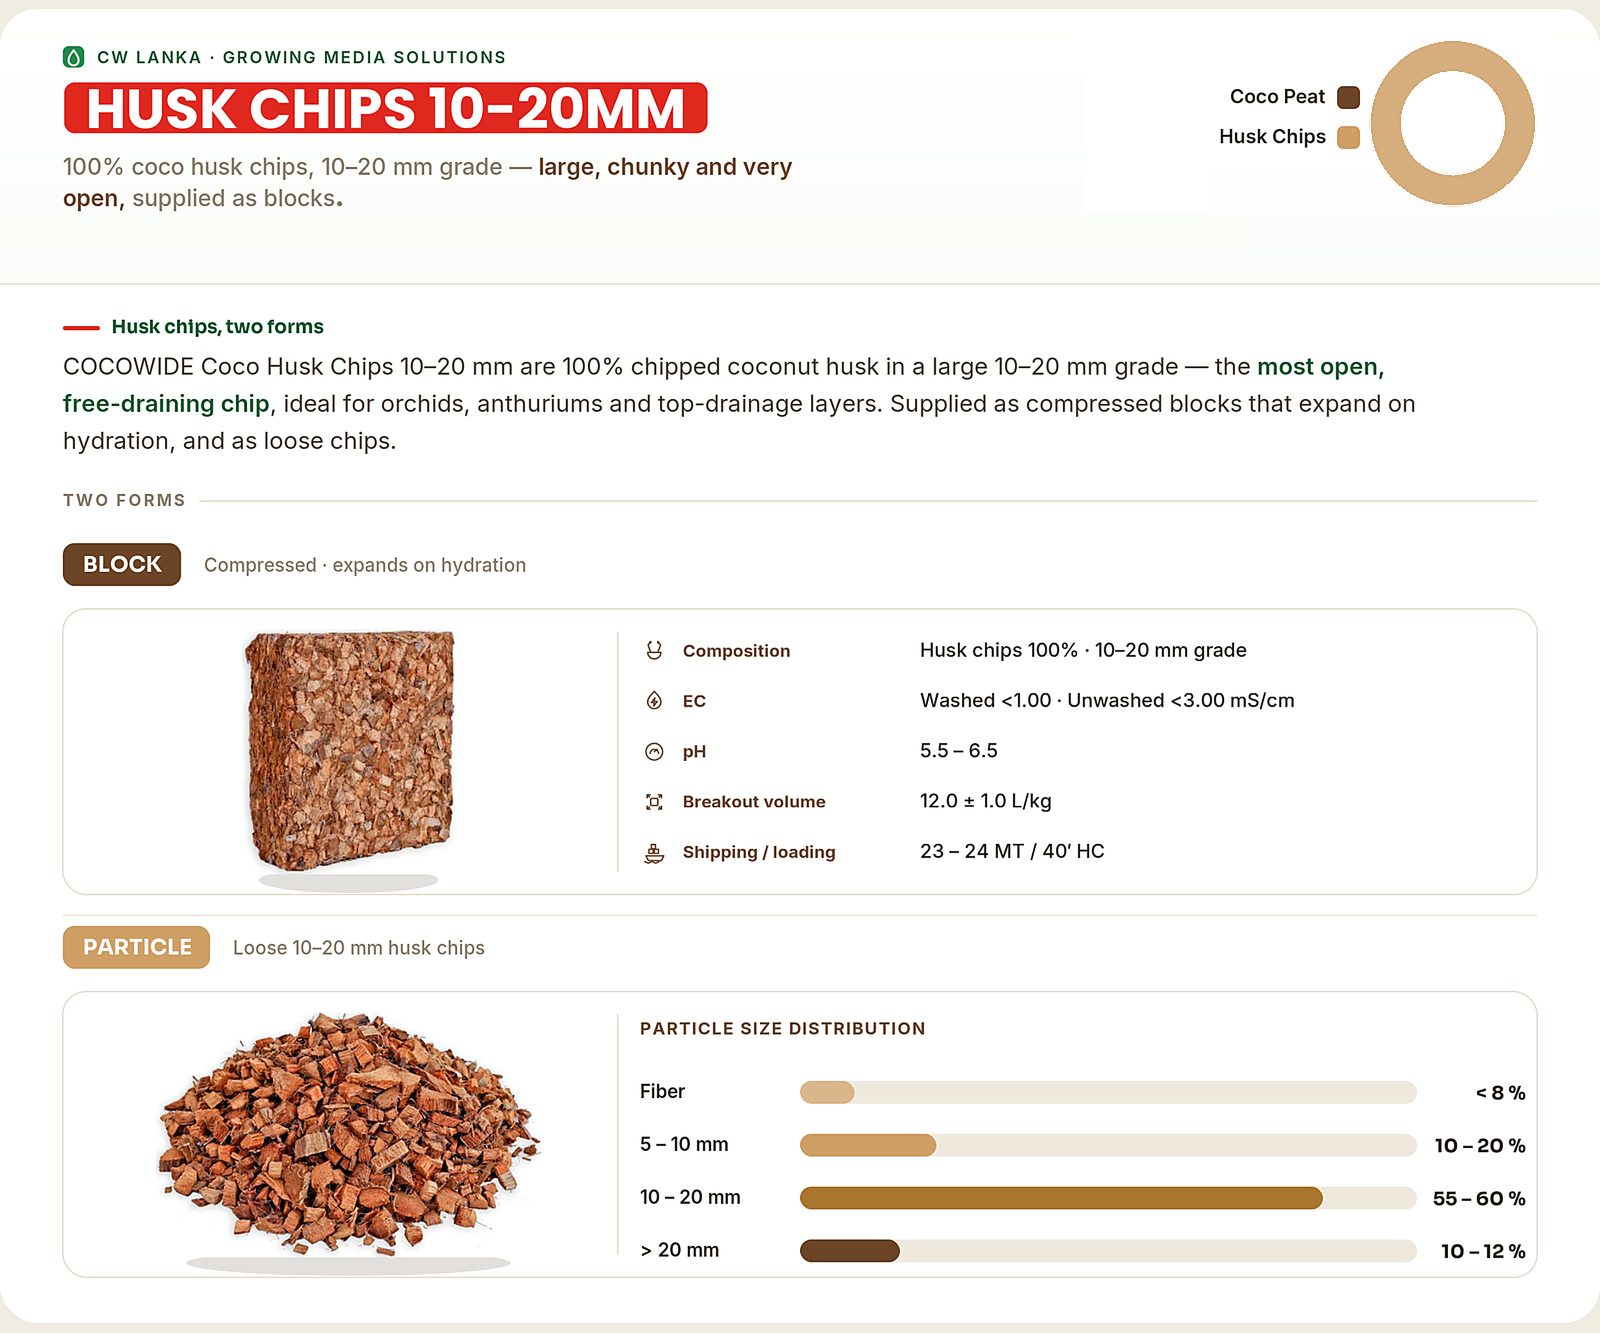 CW LANKA · GROWING MEDIA SOLUTIONS
HUSK CHIPS 10–20MM
100% coco husk chips, 10–20 mm grade — large, chunky and very
open, supplied as blocks.
Coco Peat
Husk Chips
Husk chips, two forms
COCOWIDE Coco Husk Chips 10–20 mm are 100% chipped coconut husk in a large 10–20 mm grade — the most open,
free-draining chip, ideal for orchids, anthuriums and top-drainage layers. Supplied as compressed blocks that expand on
hydration, and as loose chips.
TWO FORMS
BLOCK Compressed · expands on hydration
Composition Husk chips 100% · 10–20 mm grade
EC Washed <1.00 · Unwashed <3.00 mS/cm
pH 5.5 – 6.5
Breakout volume 12.0 ± 1.0 L/kg
Shipping / loading 23 – 24 MT / 40′ HC
PARTICLE Loose 10–20 mm husk chips
PARTICLE SIZE DISTRIBUTION
Fiber < 8 %
5 – 10 mm 10 – 20 %
10 – 20 mm 55 – 60 %
> 20 mm 10 – 12 %